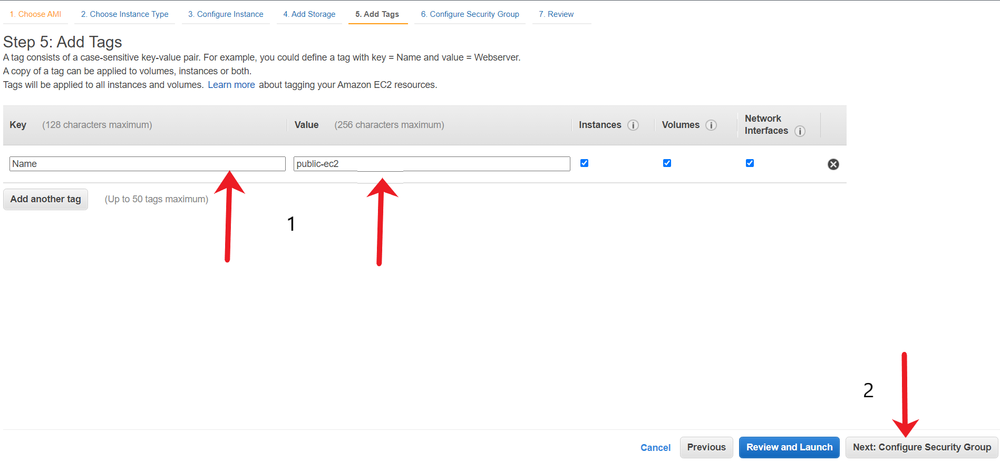 1. Choose AMI 2. Choose Instance Type 3. Configure Instance 4. Add Storage 5. Add Tags 6. Configure Security Group 7. Review
Step 5: Add Tags
A tag consists of a case-sensitive key-value pair. For example, you could define a tag with key = Name and value = Webserver.
A copy of a tag can be applied to volumes, instances or both.
Tags will be applied to all instances and volumes. Learn more about tagging your Amazon EC2 resources.
Key (128 characters maximum) Value (256 characters maximum) Instances i Volumes i Network Interfaces i
Name public-ec2
Add another tag (Up to 50 tags maximum)
1
2
Cancel Previous Review and Launch Next: Configure Security Group